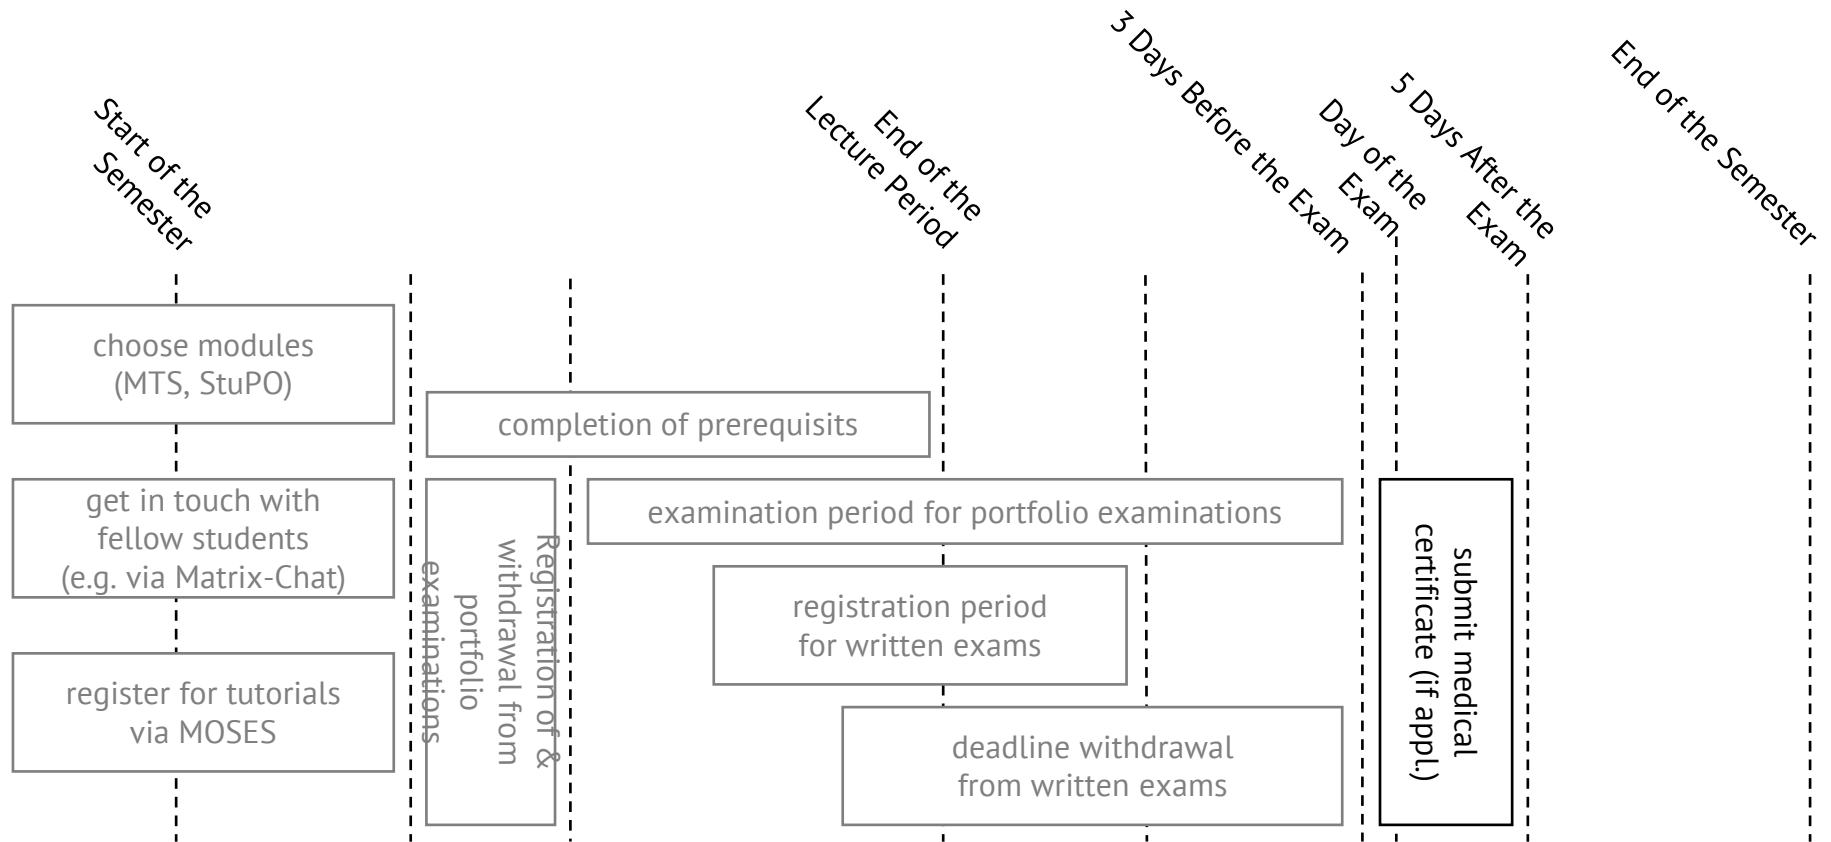 Start of the
Semester
End of the
Lecture Period
3 Days Before the Exam
Day of the
Exam
5 Days After the
Exam
End of the Semester
choose modules
(MTS, StuPO)
completion of prerequisits
get in touch with
fellow students
(e.g. via Matrix-Chat)
Registration of &
withdrawal from
portfolio
examinations
examination period for portfolio examinations
registration period
for written exams
register for tutorials
via MOSES
deadline withdrawal
from written exams
submit medical
certificate (if appl.)